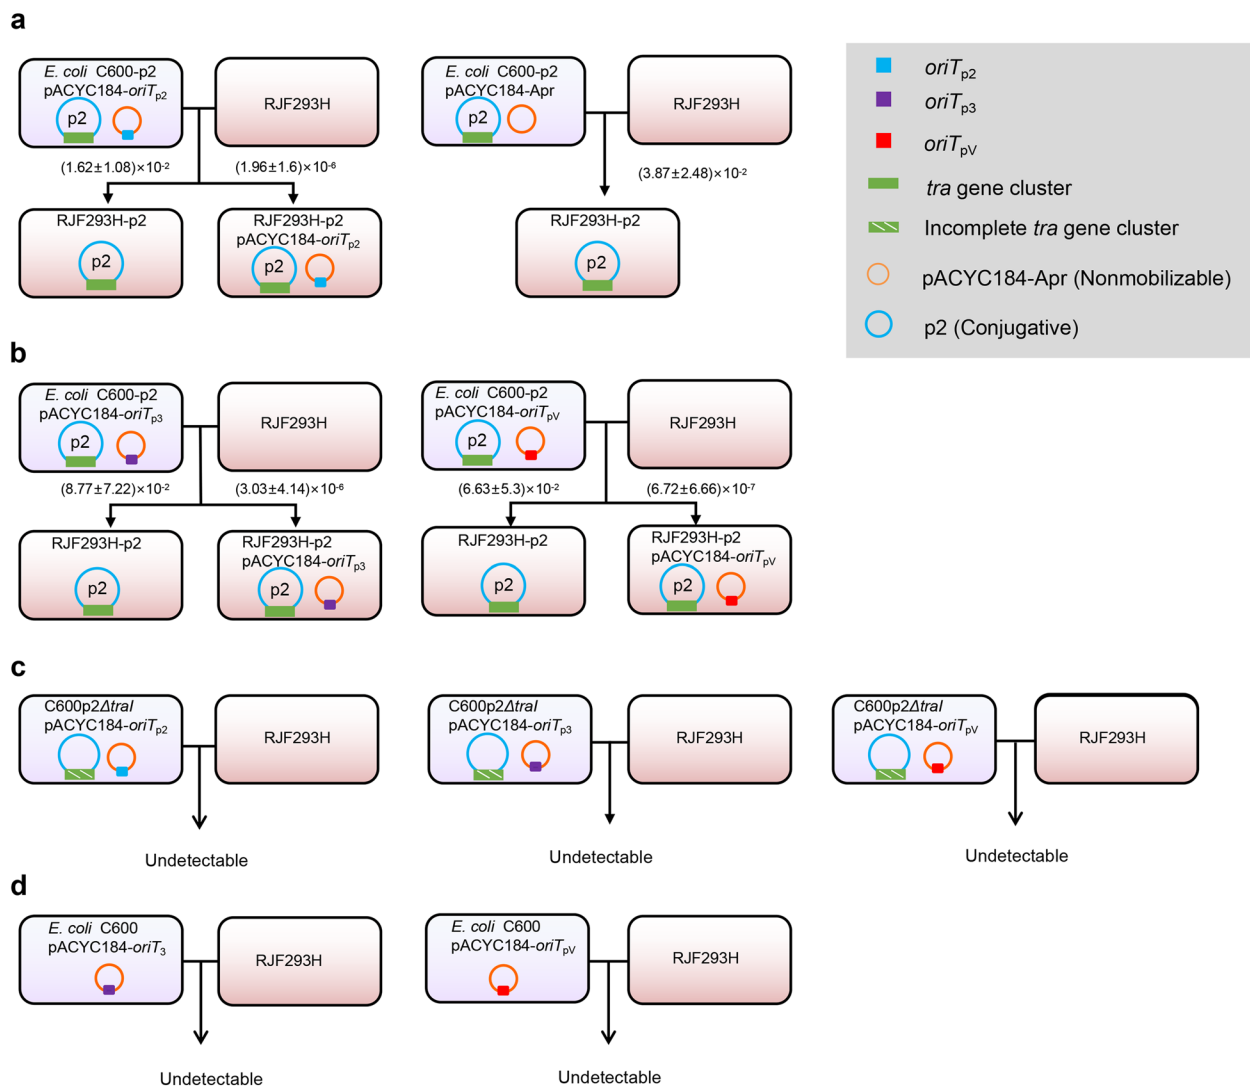 a
E. coli C600-p2
pACYC184-oriTp2
p2
RJF293H
(1.62±1.08)×10-2
(1.96±1.6)×10-6
RJF293H-p2
p2
RJF293H-p2
pACYC184-oriTp2
p2
E. coli C600-p2
pACYC184-Apr
p2
RJF293H
(3.87±2.48)×10-2
RJF293H-p2
p2
oriTp2
oriTp3
oriTpV
tra gene cluster
Incomplete tra gene cluster
pACYC184-Apr (Nonmobilizable)
p2 (Conjugative)
b
E. coli C600-p2
pACYC184-oriTp3
p2
RJF293H
(8.77±7.22)×10-2
(3.03±4.14)×10-6
RJF293H-p2
p2
RJF293H-p2
pACYC184-oriTp3
p2
E. coli C600-p2
pACYC184-oriTpV
p2
RJF293H
(6.63±5.3)×10-2
(6.72±6.66)×10-7
RJF293H-p2
p2
RJF293H-p2
pACYC184-oriTpV
p2
c
C600p2ΔtraI
pACYC184-oriTp2
RJF293H
Undetectable
C600p2ΔtraI
pACYC184-oriTp3
RJF293H
Undetectable
C600p2ΔtraI
pACYC184-oriTpV
RJF293H
Undetectable
d
E. coli C600
pACYC184-oriT3
RJF293H
Undetectable
E. coli C600
pACYC184-oriTpV
RJF293H
Undetectable